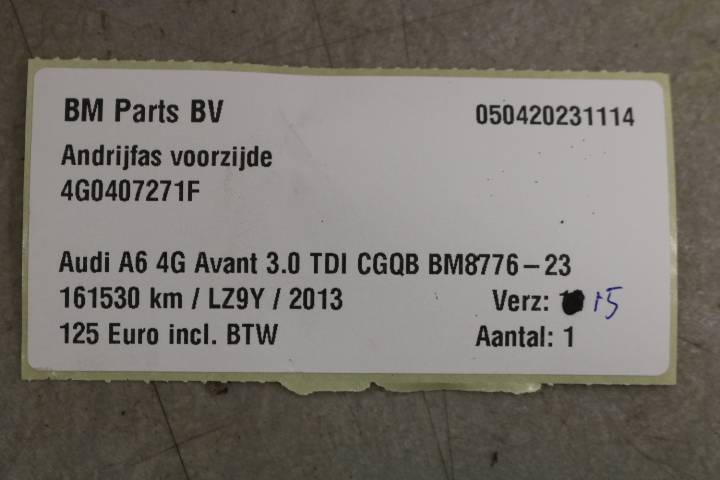 BM Parts BV 050420231114
Andrijfas voorzijde
4G0407271F
Audi A6 4G Avant 3.0 TDI CGQB BM8776-23
161530 km / LZ9Y / 2013 Verz: 15
125 Euro incl. BTW Aantal: 1